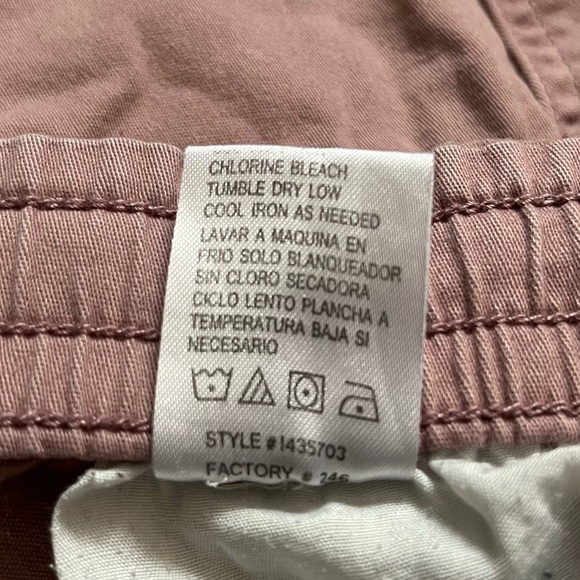 CHLORINE BLEACH
TUMBLE DRY LOW
COOL IRON AS NEEDED
LAVAR A MAQUINA EN
FRIO SOLO BLANQUEADOR
SIN CLORO SECADORA
CICLO LENTO PLANCHA A
TEMPERATURA BAJA SI
NECESARIO
STYLE #1435703
FACTORY # 246